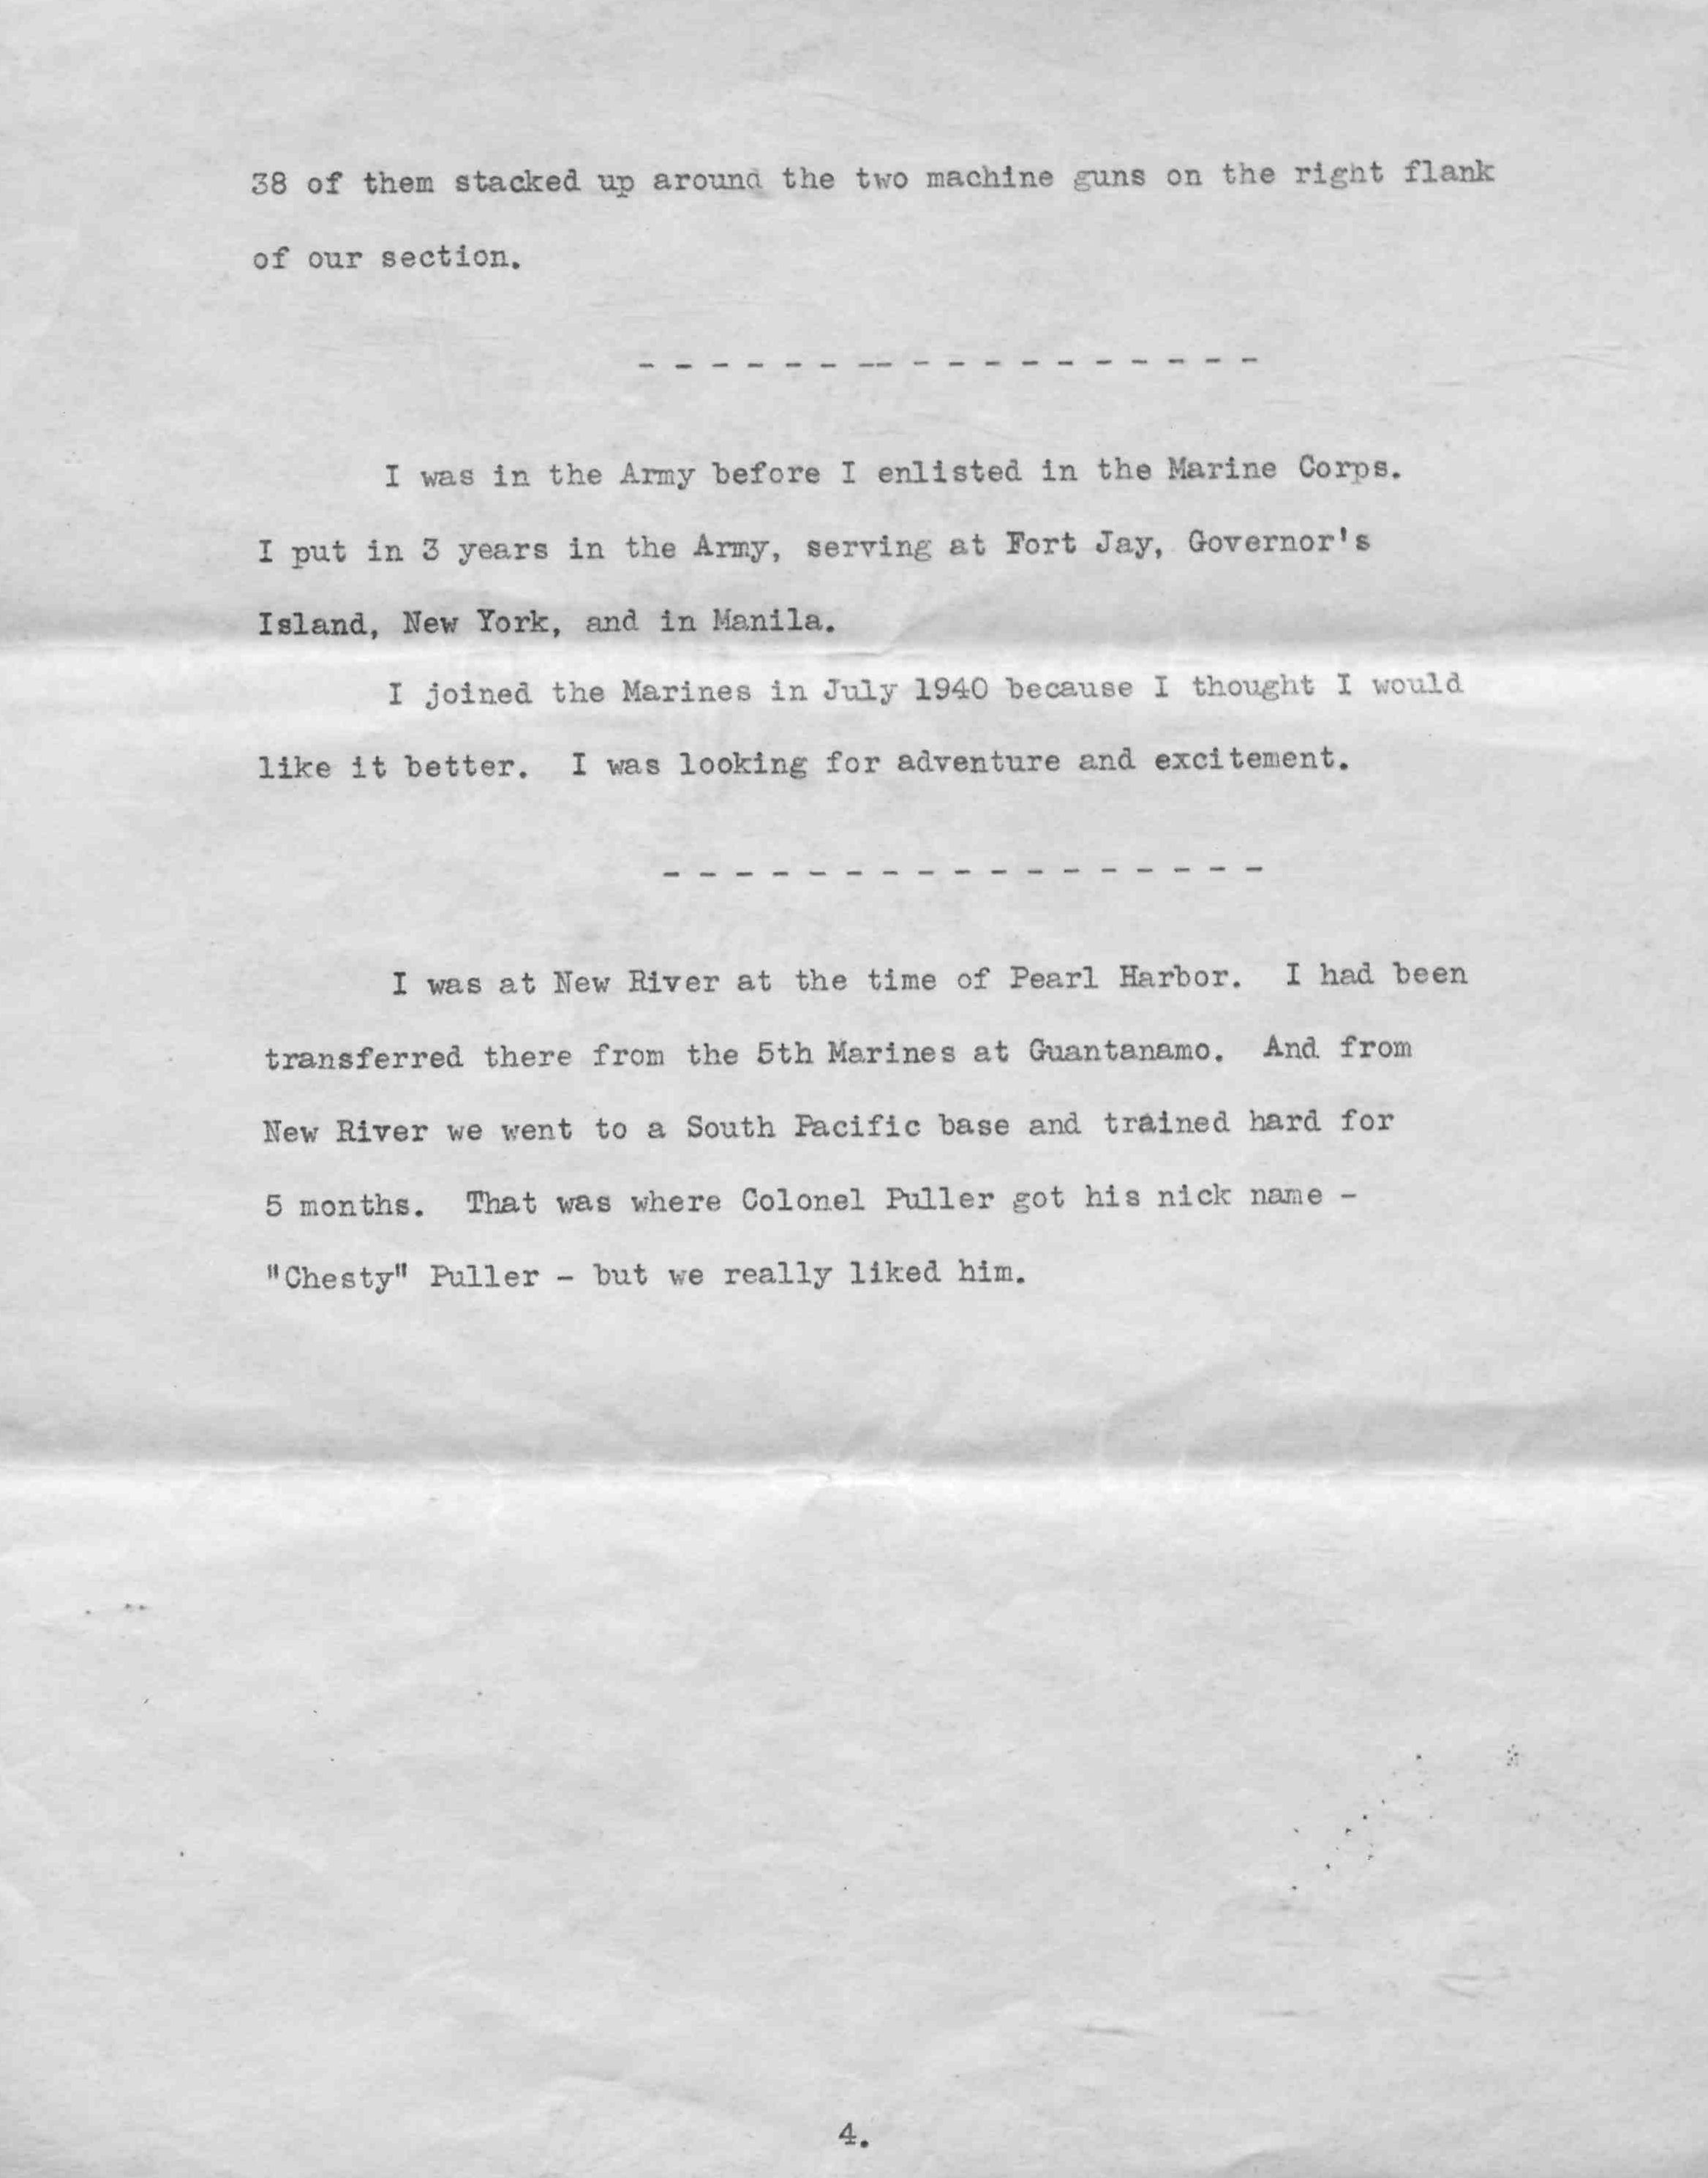 38 of them stacked up around the two machine guns on the right flank
of our section.
- - - - - - -- - - - - - - - - - -
I was in the Army before I enlisted in the Marine Corps.
I put in 3 years in the Army, serving at Fort Jay, Governor's
Island, New York, and in Manila.
I joined the Marines in July 1940 because I thought I would
like it better.  I was looking for adventure and excitement.
- - - - - - - - - - - - - - - - -
I was at New River at the time of Pearl Harbor.  I had been
transferred there from the 5th Marines at Guantanamo.  And from
New River we went to a South Pacific base and trained hard for
5 months.  That was where Colonel Puller got his nick name -
"Chesty" Puller - but we really liked him.
4.